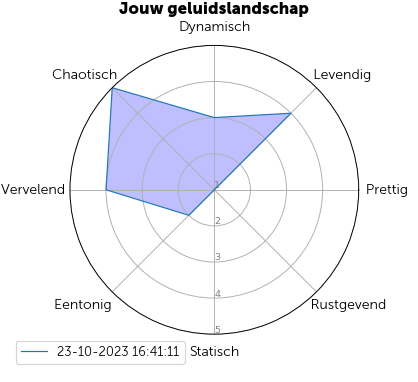 Jouw geluidslandschap
Dynamisch
Chaotisch
Levendig
Vervelend
1
Prettig
2
3
4
Eentonig
Rustgevend
5
23-10-2023 16:41:11
Statisch